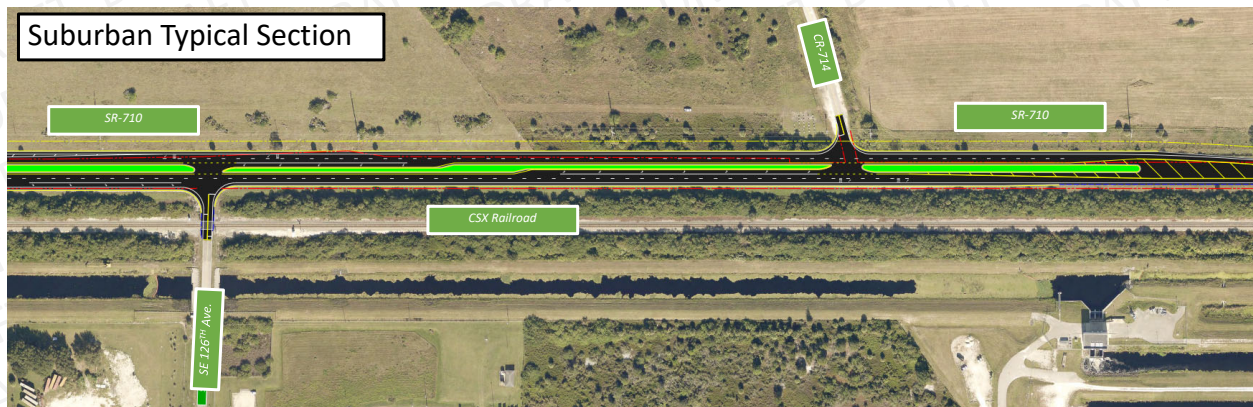 Suburban Typical Section
CR-714
SR-710
SR-710
CSX Railroad
SE 126TH Ave.